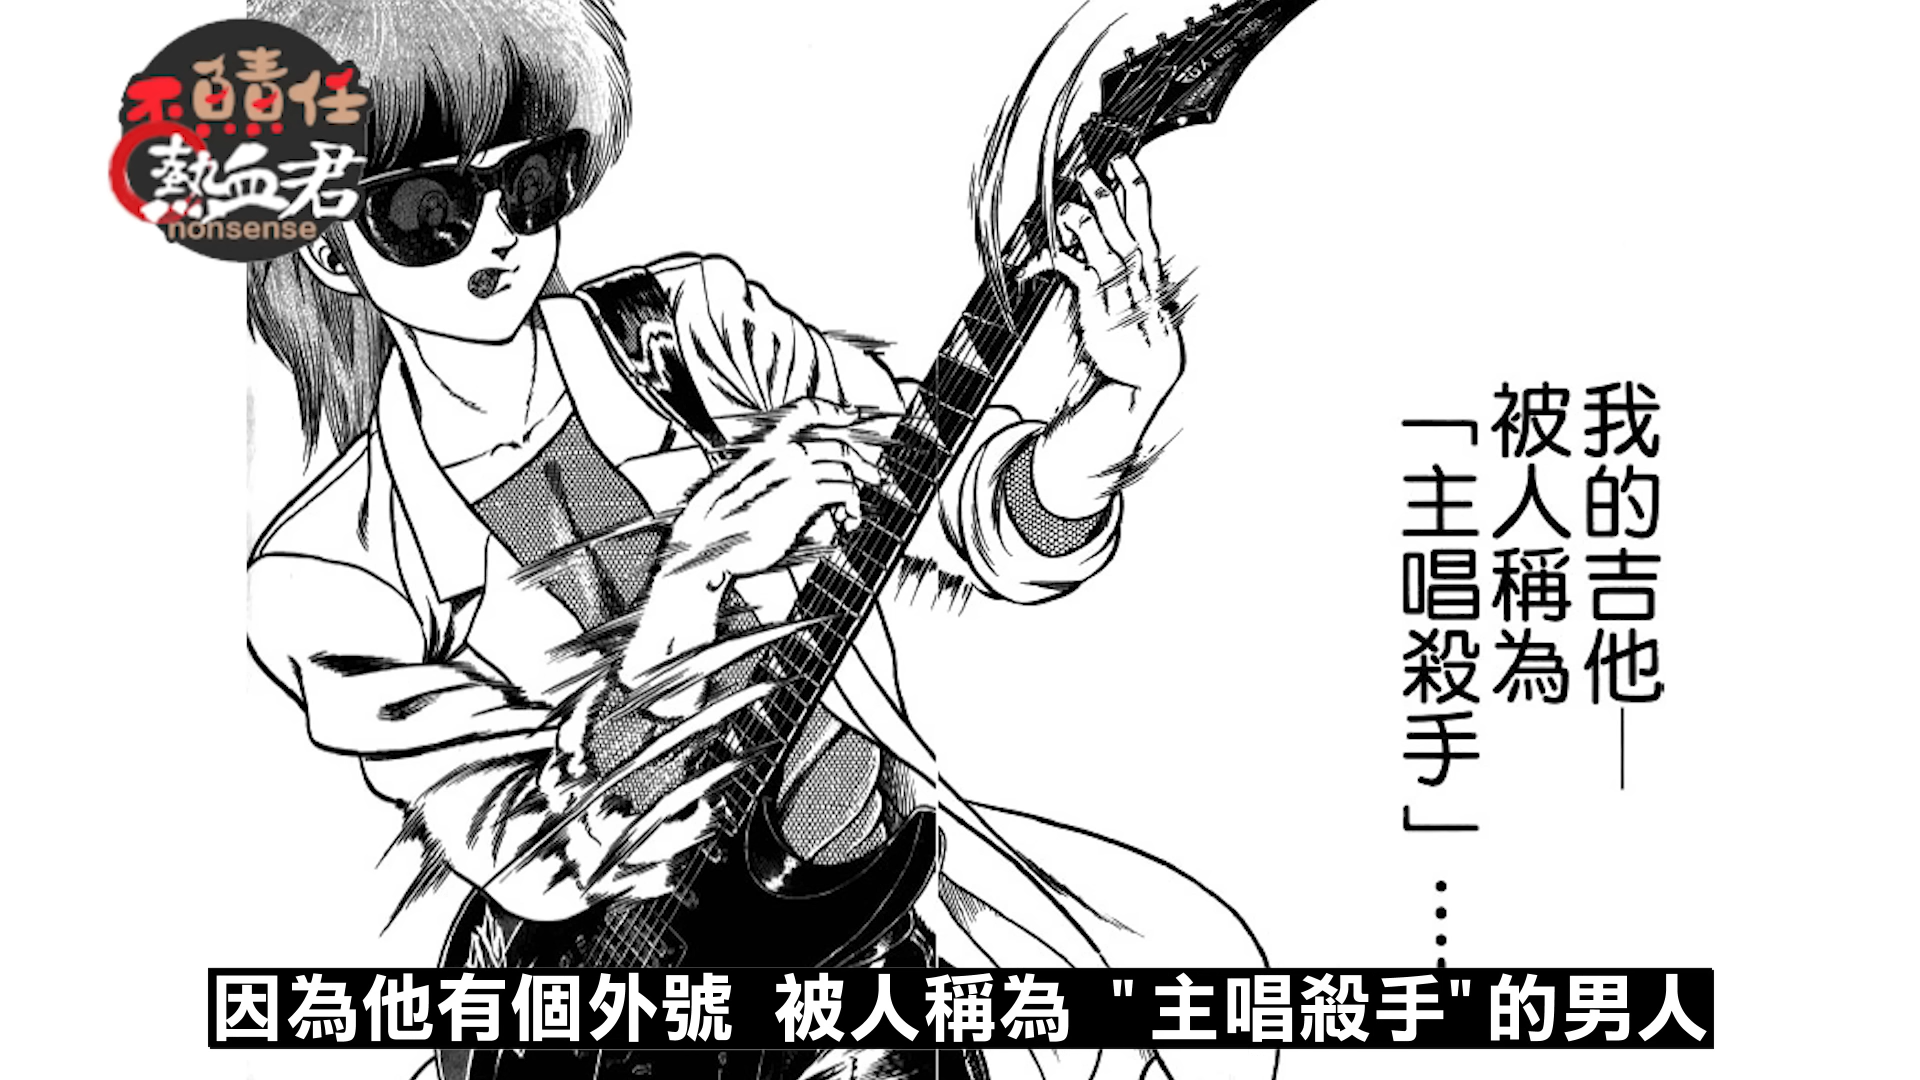 不負責任
熱血君
nonsense
我的吉他—
被人稱為
「主唱殺手」……
因為他有個外號 被人稱為 "主唱殺手"的男人